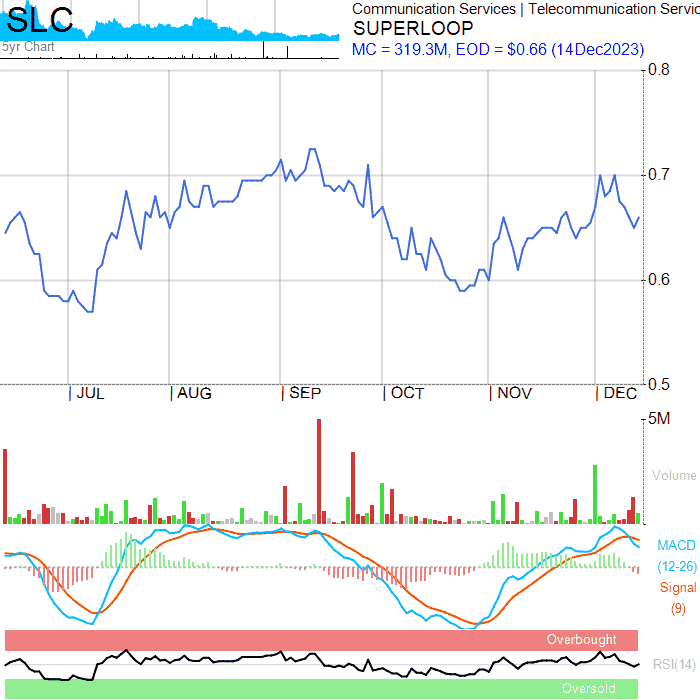 SLC
5yr Chart
Communication Services | Telecommunication Servic
SUPERLOOP
MC = 319.3M, EOD = $0.66 (14Dec2023)
0.8
0.7
0.6
0.5
JUL
AUG
SEP
OCT
NOV
DEC
5M
Volume
MACD
(12-26)
Signal
(9)
Overbought
RSI(14)
Oversold